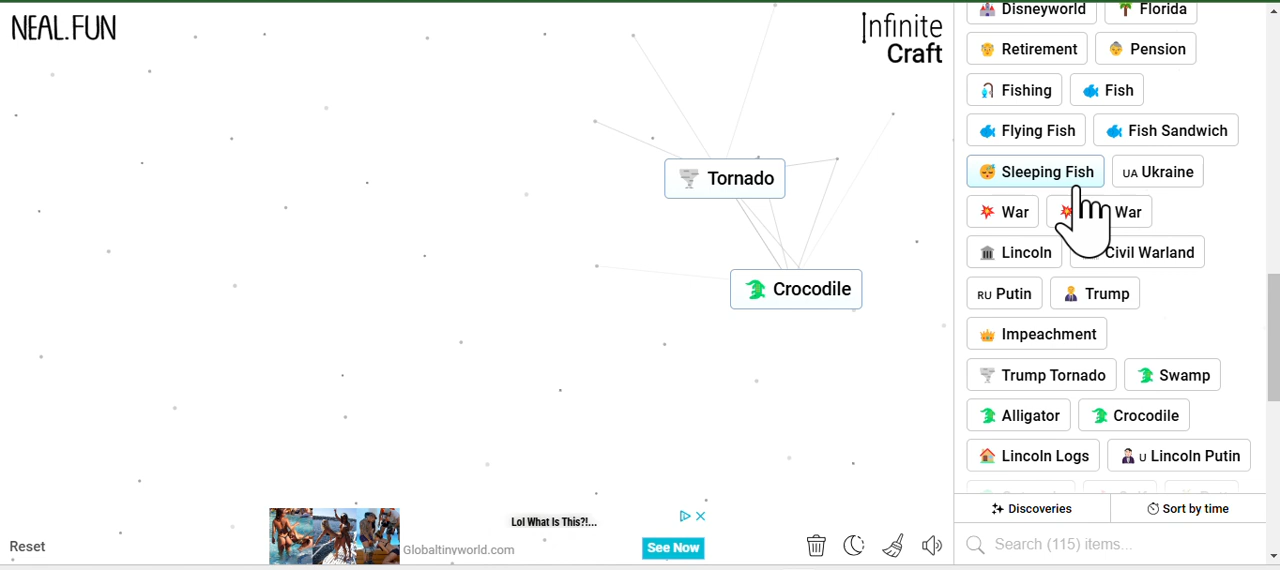 NEAL.FUN
Infinite
Craft
Tornado
Crocodile
Disneyworld
Florida
Retirement
Pension
Fishing
Fish
Flying Fish
Fish Sandwich
Sleeping Fish
UA Ukraine
War
War
Lincoln
Civil Warland
RU Putin
Trump
Impeachment
Trump Tornado
Swamp
Alligator
Crocodile
Lincoln Logs
U Lincoln Putin
Discoveries
Sort by time
Search (115) items...
Reset
Lol What Is This?!...
Globaltinyworld.com
See Now